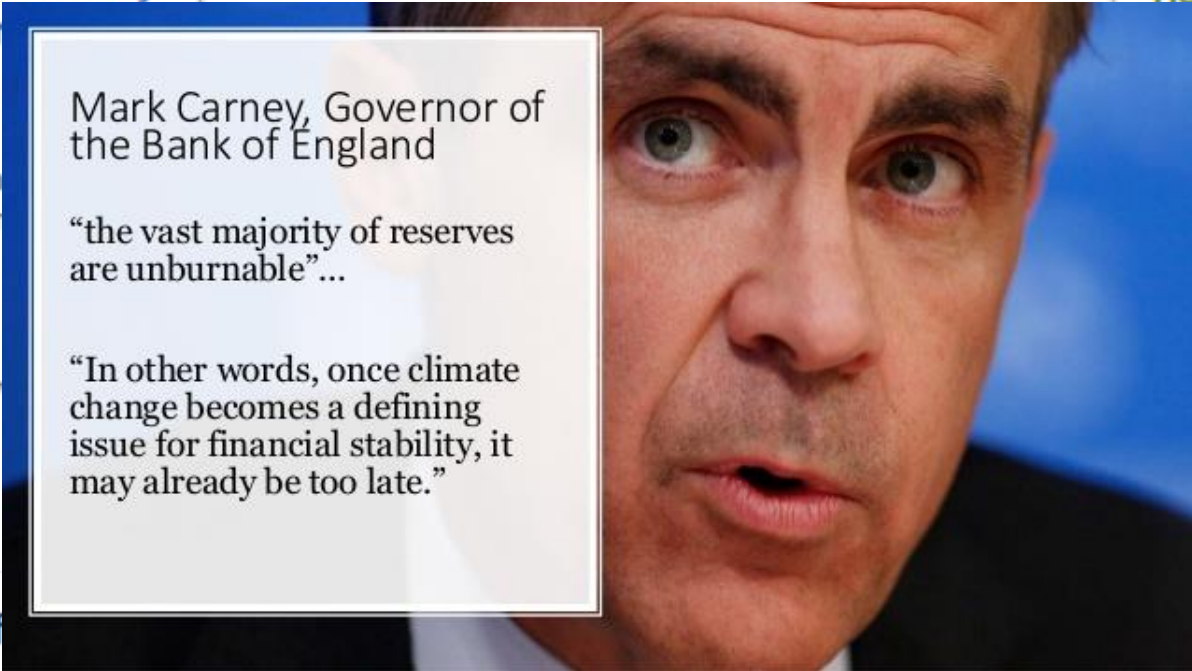 Mark Carney, Governor of
the Bank of England
“the vast majority of reserves
are unburnable”...
“In other words, once climate
change becomes a defining
issue for financial stability, it
may already be too late.”